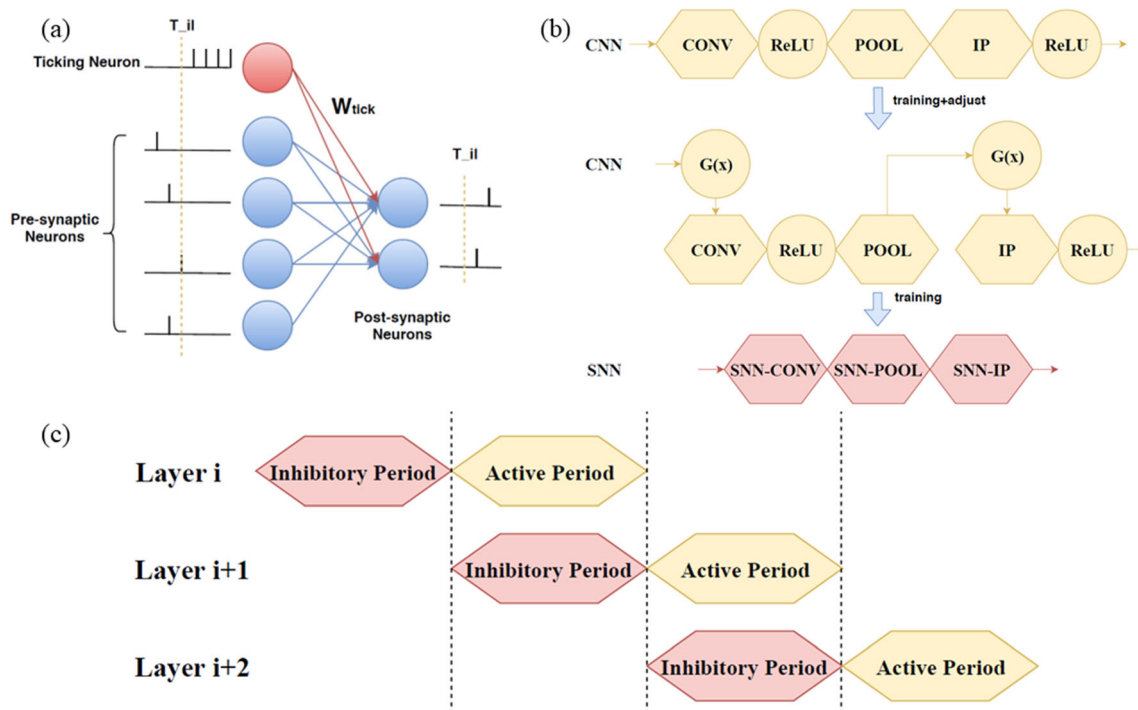 (a)
T_il
Ticking Neuron
Wtick
T_il
Pre-synaptic
Neurons
Post-synaptic
Neurons
(b)
CNN
CONV
ReLU
POOL
IP
ReLU
training+adjust
CNN
G(x)
G(x)
CONV
ReLU
POOL
IP
ReLU
training
SNN
SNN-CONV
SNN-POOL
SNN-IP
(c)
Layer i
Inhibitory Period
Active Period
Layer i+1
Inhibitory Period
Active Period
Layer i+2
Inhibitory Period
Active Period